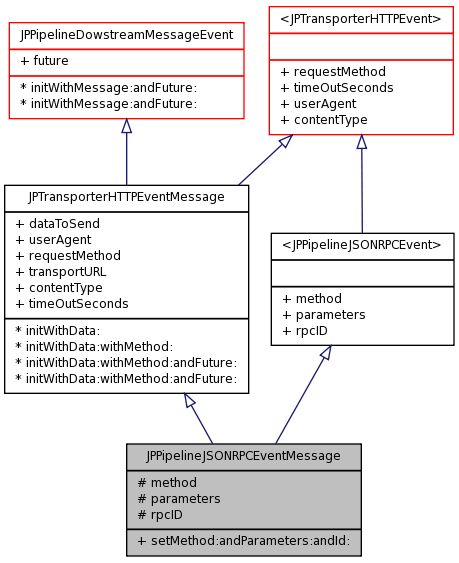 JPPipelineDowstreamMessageEvent
+ future
* initWithMessage:andFuture:
* initWithMessage:andFuture:
<JPTransporterHTTPEvent>
+ requestMethod
+ timeOutSeconds
+ userAgent
+ contentType
JPTransporterHTTPEventMessage
+ dataToSend
+ userAgent
+ requestMethod
+ transportURL
+ contentType
+ timeOutSeconds
* initWithData:
* initWithData:withMethod:
* initWithData:withMethod:andFuture:
* initWithData:withMethod:andFuture:
<JPPipelineJSONRPCEvent>
+ method
+ parameters
+ rpcID
JPPipelineJSONRPCEventMessage
# method
# parameters
# rpcID
+ setMethod:andParameters:andId: